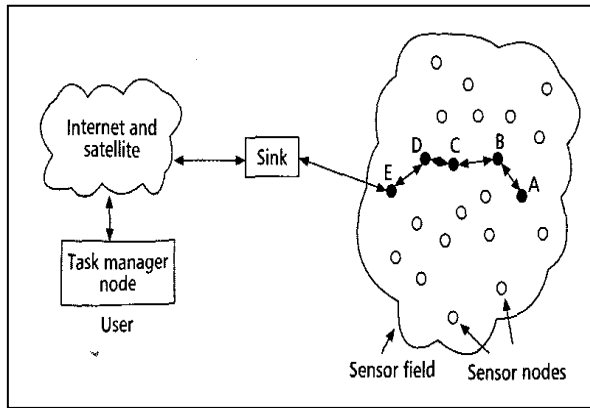 Internet and
satellite
Sink
Task manager
node
User
D
C
B
E
A
Sensor field
Sensor nodes